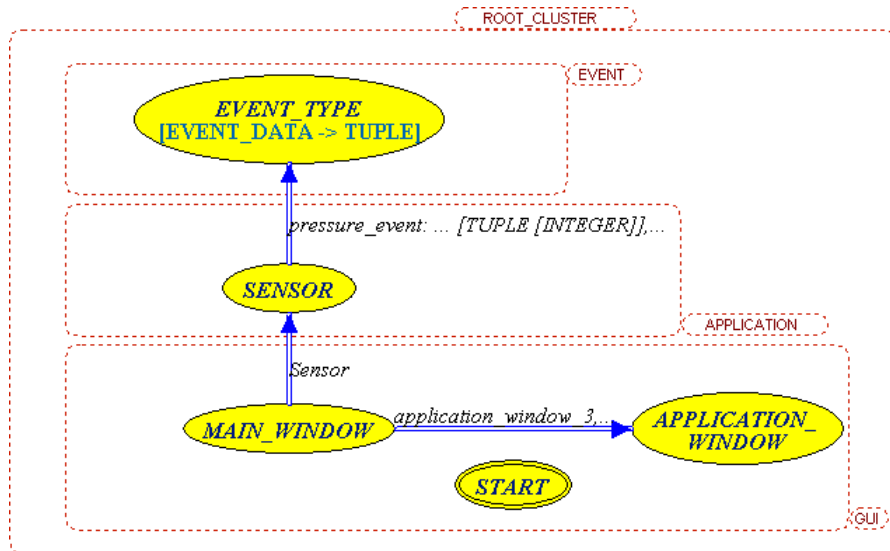 ROOT_CLUSTER
EVENT
EVENT_TYPE
[EVENT_DATA -> TUPLE]
pressure_event: ... [TUPLE [INTEGER]],...
SENSOR
APPLICATION
Sensor
MAIN_WINDOW
application_window_3,..
APPLICATION_
WINDOW
START
GUI